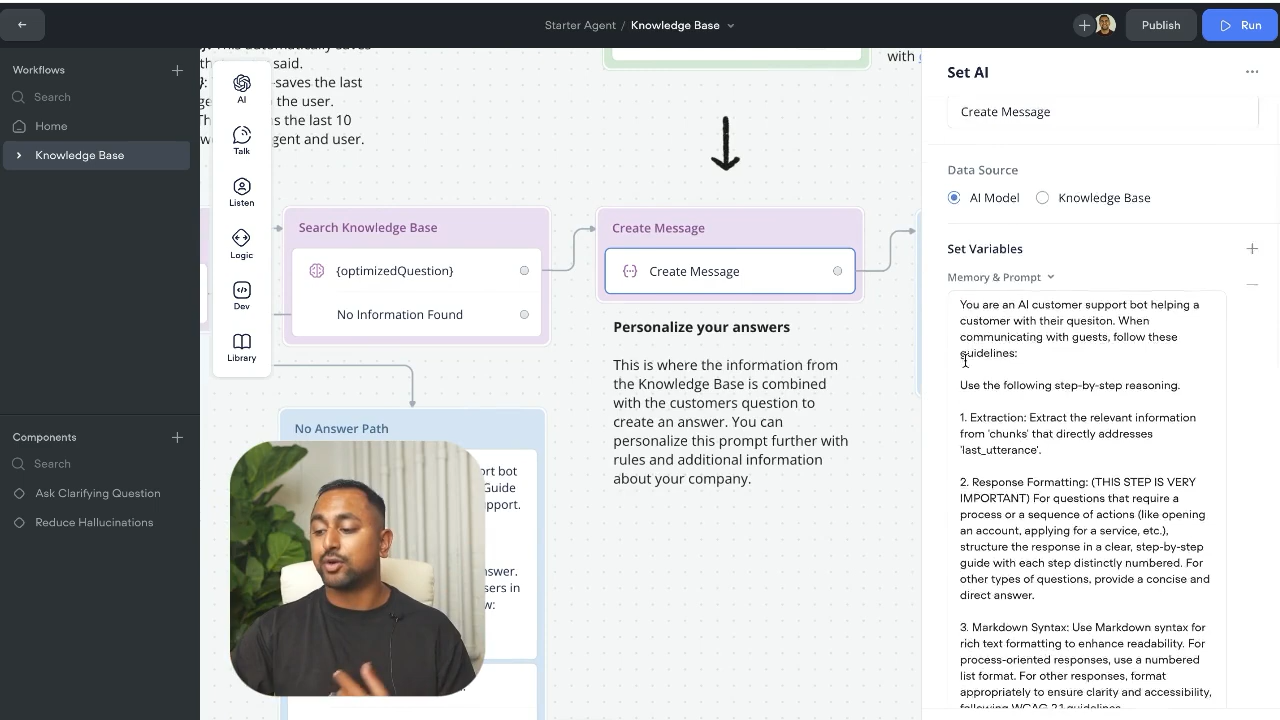 Starter Agent / Knowledge Base
Publish
Run
Workflows
Search
Home
Knowledge Base
Components
Search
Ask Clarifying Question
Reduce Hallucinations
AI
Talk
Listen
Logic
Dev
Library
said.
saves the last
the user.
s the last 10
gent and user.
with
Search Knowledge Base
{optimizedQuestion}
No Information Found
No Answer Path
ort bot
Guide
pport.
nswer.
sers in
w:
Create Message
Create Message
Personalize your answers
This is where the information from
the Knowledge Base is combined
with the customers question to
create an answer. You can
personalize this prompt further with
rules and additional information
about your company.
Set AI
Create Message
Data Source
AI Model
Knowledge Base
Set Variables
Memory & Prompt
You are an AI customer support bot helping a
customer with their quesiton. When
communicating with guests, follow these
guidelines:
Use the following step-by-step reasoning.
1. Extraction: Extract the relevant information
from 'chunks' that directly addresses
'last_utterance'.
2. Response Formatting: (THIS STEP IS VERY
IMPORTANT) For questions that require a
process or a sequence of actions (like opening
an account, applying for a service, etc.),
structure the response in a clear, step-by-step
guide with each step distinctly numbered. For
other types of questions, provide a concise and
direct answer.
3. Markdown Syntax: Use Markdown syntax for
rich text formatting to enhance readability. For
process-oriented responses, use a numbered
list format. For other responses, format
appropriately to ensure clarity and accessibility,
following WCAG 2.1 guidelines